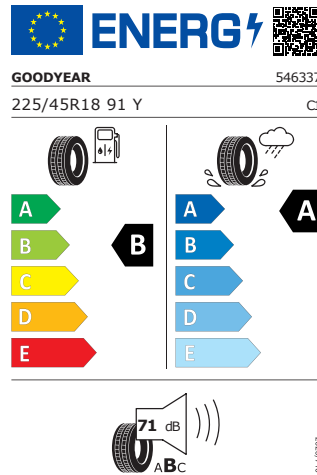 ENERG
GOODYEAR 546337
225/45R18 91 Y
A A A
B B B
C C
D D
E E
71 dB
ABC